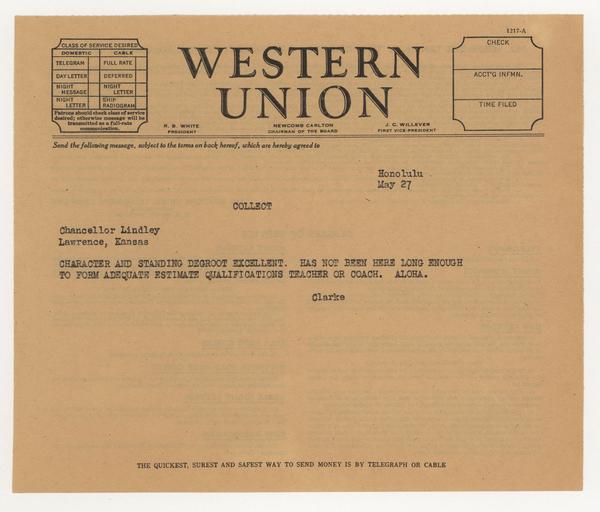 1217-A
CLASS OF SERVICE DESIRED
DOMESTIC CABLE
TELEGRAM FULL RATE
DAY LETTER DEFERRED
NIGHT MESSAGE NIGHT LETTER
NIGHT LETTER SHIP RADIOGRAM
Patrons should check class of service
desired; otherwise message will be
transmitted as a full-rate
communication.
WESTERN
UNION
R. B. WHITE
PRESIDENT
NEWCOMB CARLTON
CHAIRMAN OF THE BOARD
J. C. WILLEVER
FIRST VICE-PRESIDENT
CHECK
ACCT'G INFMN.
TIME FILED
Send the following message, subject to the terms on back hereof, which are hereby agreed to
Honolulu
May 27
COLLECT
Chancellor Lindley
Lawrence, Kansas
CHARACTER AND STANDING DEGROOT EXCELLENT. HAS NOT BEEN HERE LONG ENOUGH
TO FORM ADEQUATE ESTIMATE QUALIFICATIONS TEACHER OR COACH. ALOHA.
Clarke
THE QUICKEST, SUREST AND SAFEST WAY TO SEND MONEY IS BY TELEGRAPH OR CABLE